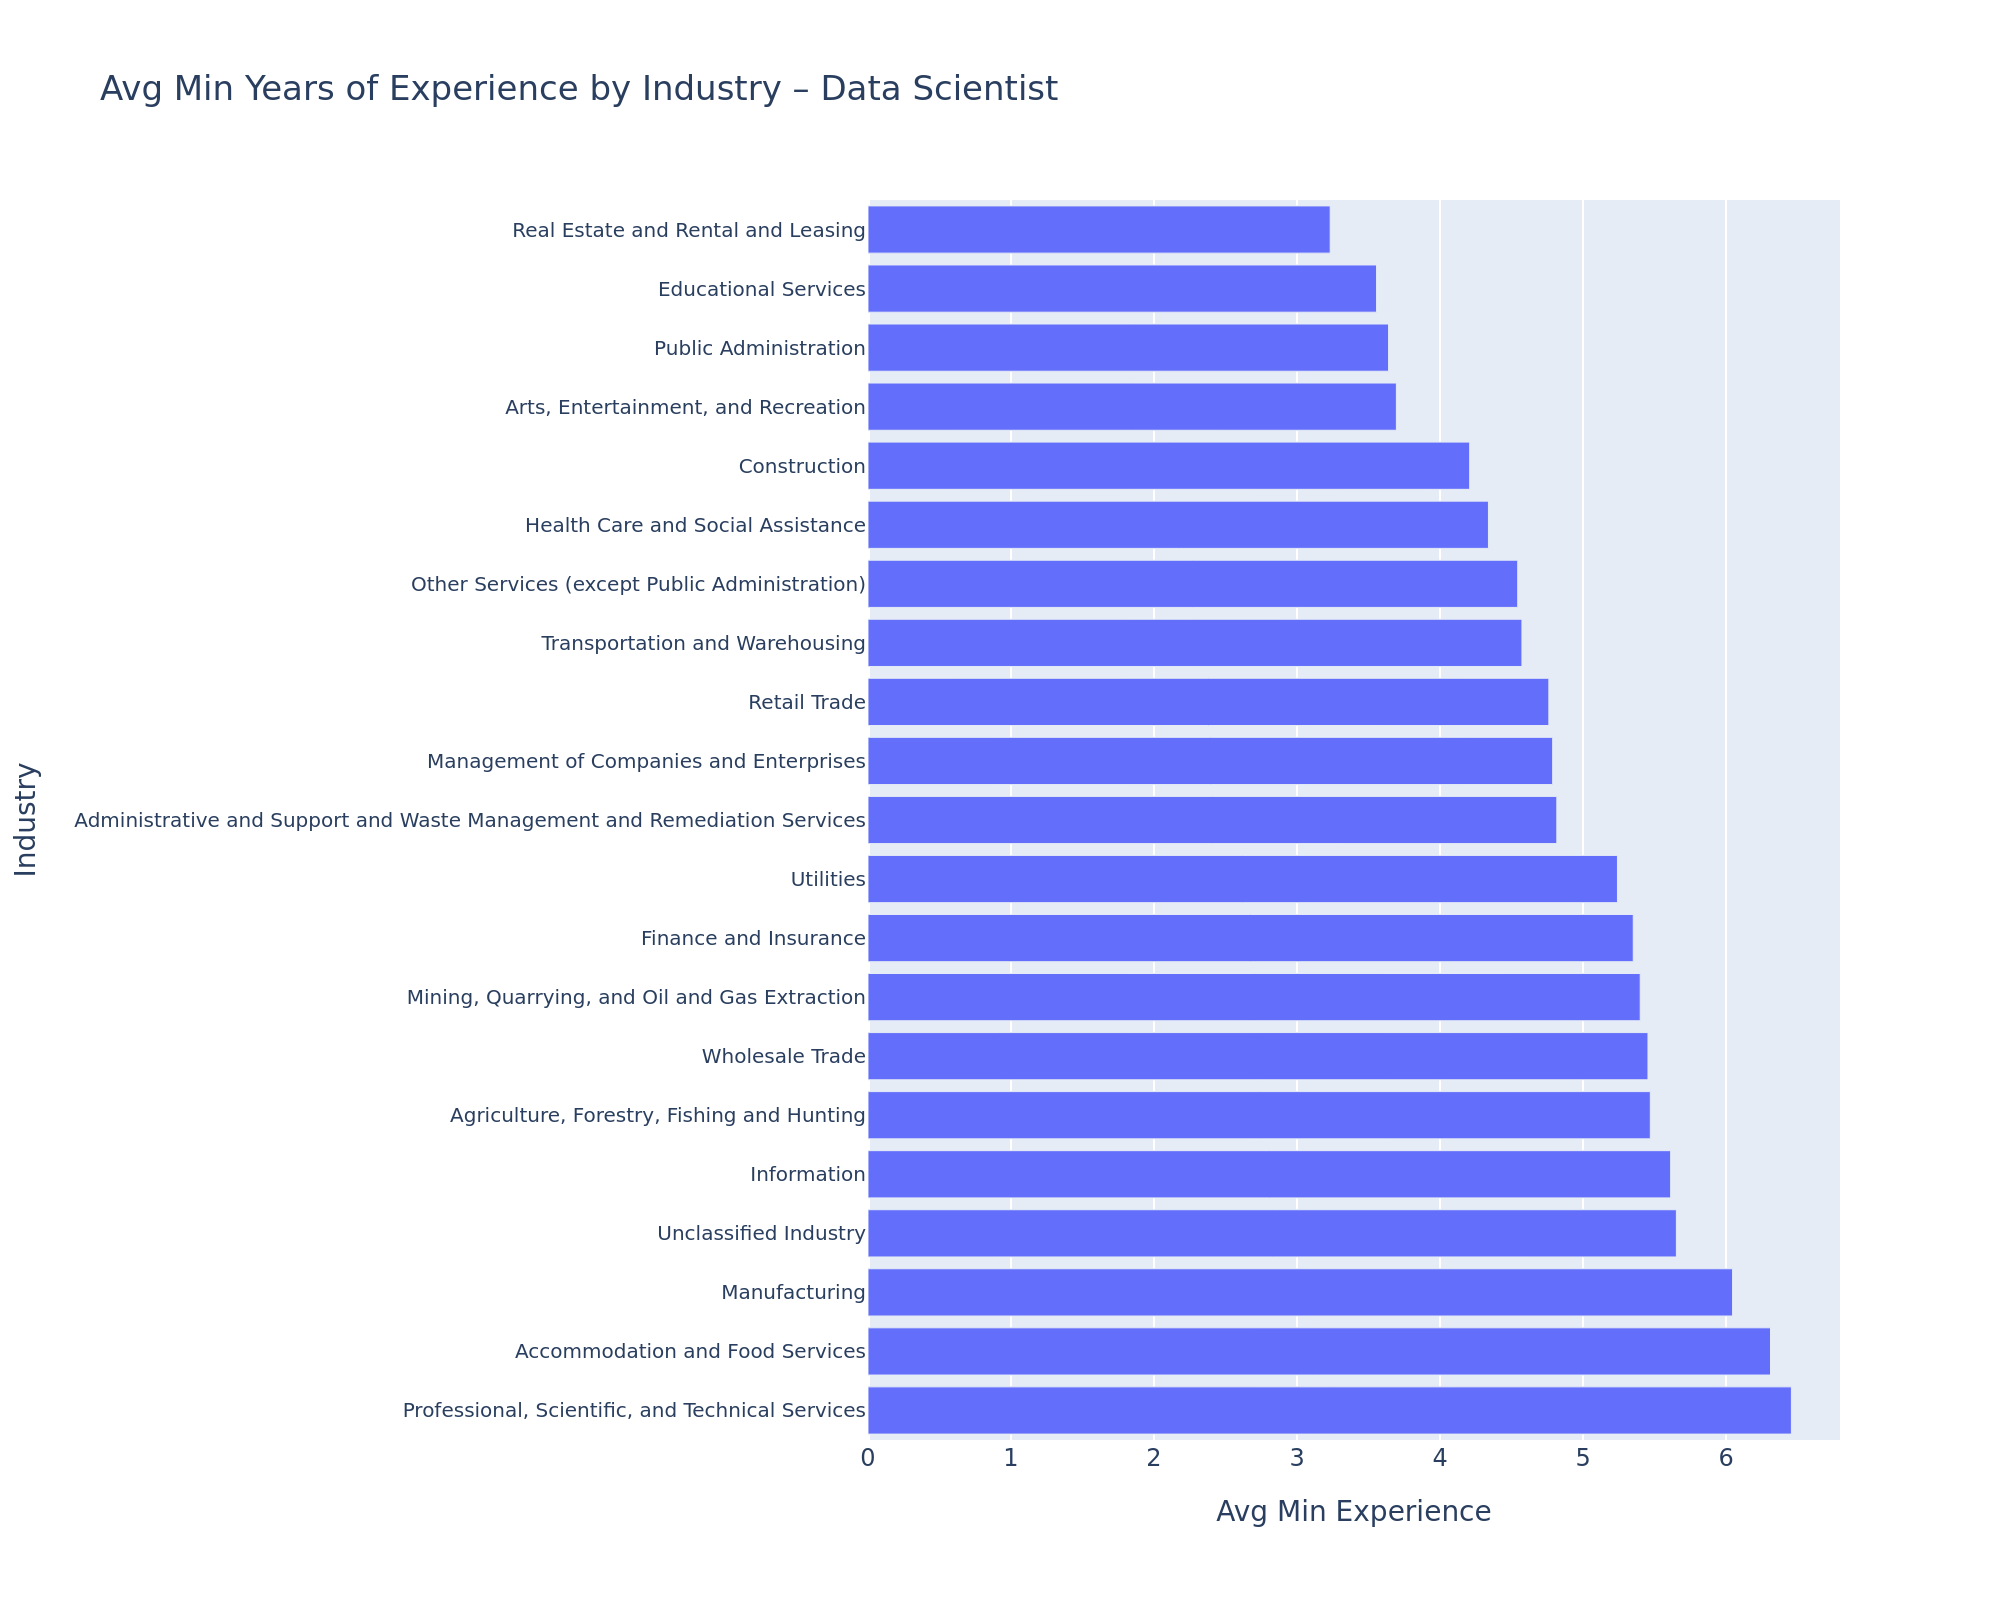 Avg Min Years of Experience by Industry – Data Scientist
Real Estate and Rental and Leasing
Educational Services
Public Administration
Arts, Entertainment, and Recreation
Construction
Health Care and Social Assistance
Other Services (except Public Administration)
Transportation and Warehousing
Retail Trade
Management of Companies and Enterprises
Administrative and Support and Waste Management and Remediation Services
Utilities
Finance and Insurance
Mining, Quarrying, and Oil and Gas Extraction
Wholesale Trade
Agriculture, Forestry, Fishing and Hunting
Information
Unclassified Industry
Manufacturing
Accommodation and Food Services
Professional, Scientific, and Technical Services
Industry
0 1 2 3 4 5 6
Avg Min Experience